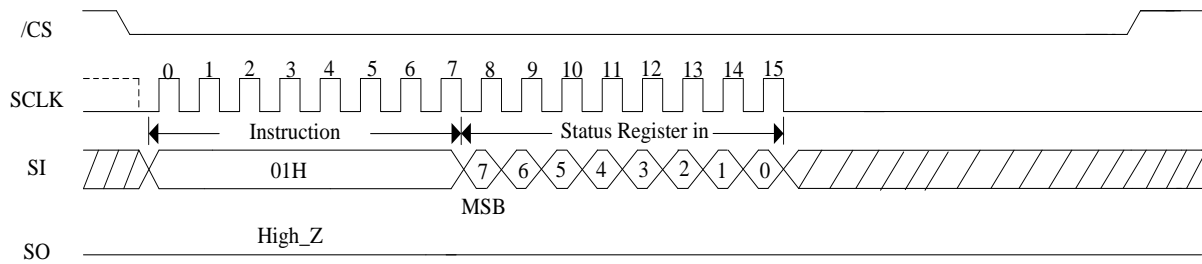 /CS
0 1 2 3 4 5 6 7 8 9 10 11 12 13 14 15
SCLK
Instruction Status Register in
SI 01H 7 6 5 4 3 2 1 0
MSB
High_Z
SO